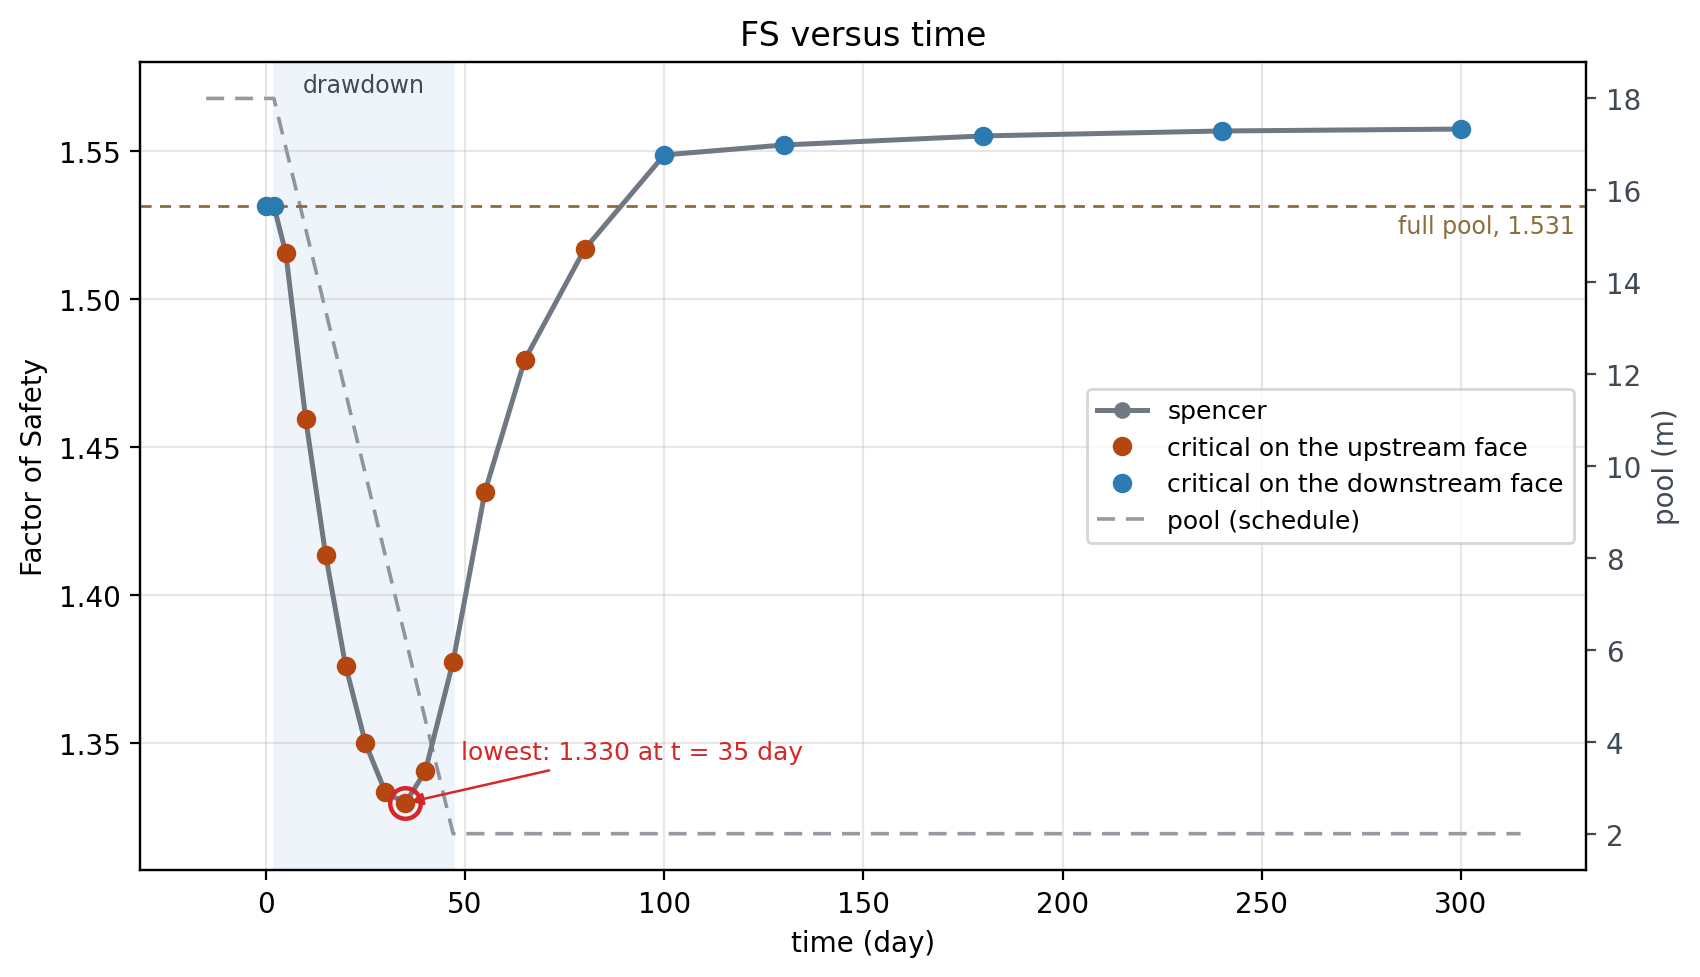 FS versus time
drawdown
18
1.55
16
full pool, 1.531
14
1.50
12
Factor of Safety
spencer
critical on the upstream face
critical on the downstream face
pool (schedule)
1.45
10
pool (m)
8
1.40
6
1.35
lowest: 1.330 at t = 35 day
4
2
0
50
100
150
200
250
300
time (day)